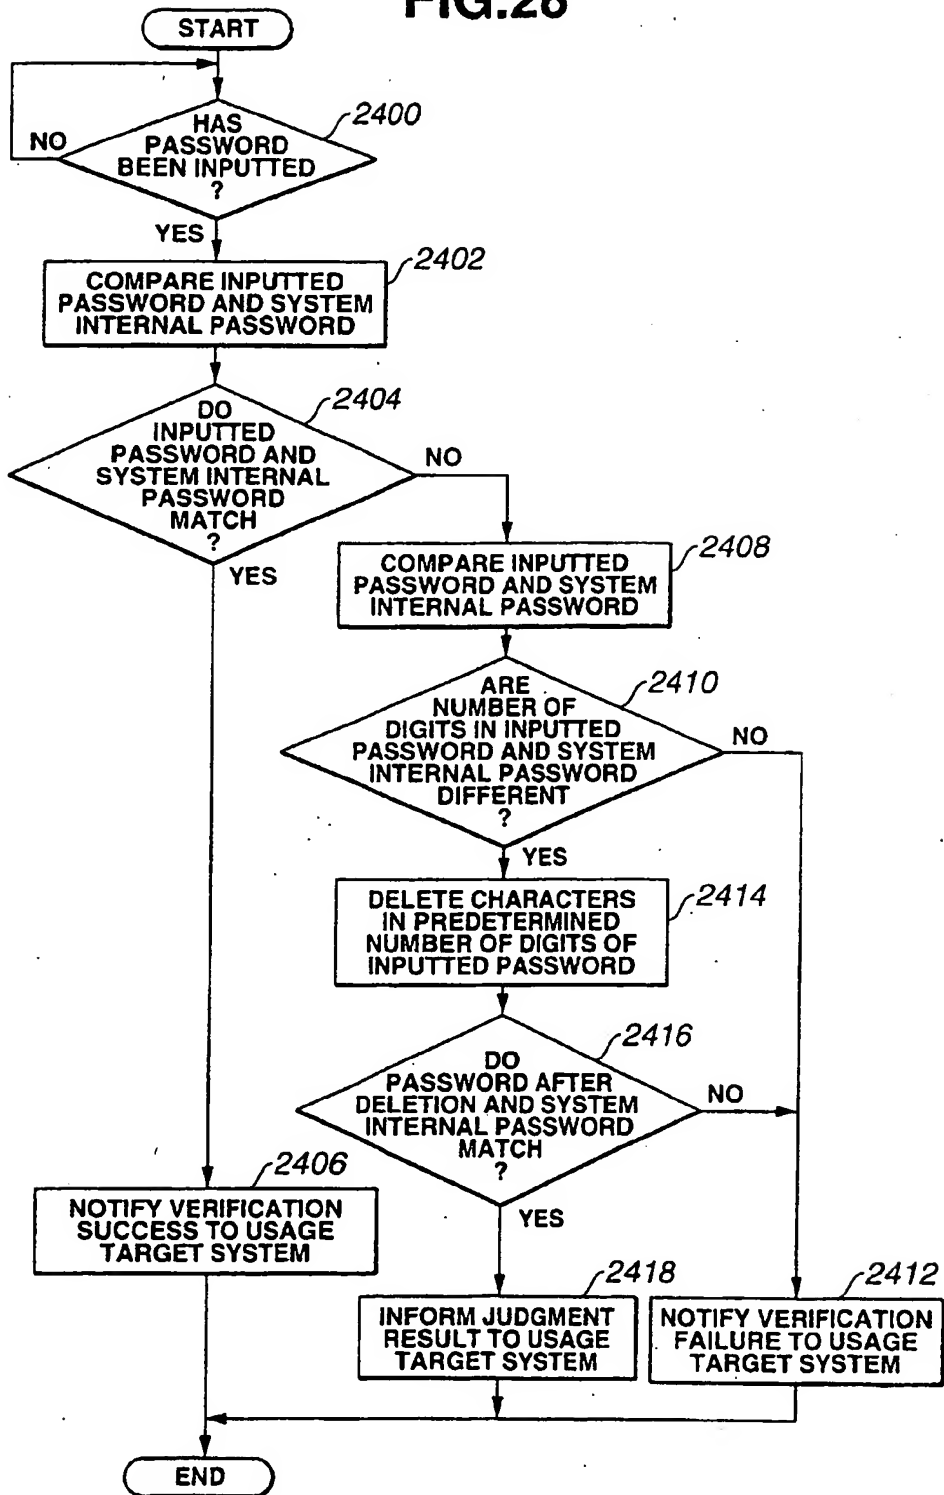 FIG.26
START
HAS
PASSWORD
BEEN INPUTTED
?
2400
NO
YES
COMPARE INPUTTED
PASSWORD AND SYSTEM
INTERNAL PASSWORD
2402
DO
INPUTTED
PASSWORD AND
SYSTEM INTERNAL
PASSWORD
MATCH
?
2404
NO
YES
COMPARE INPUTTED
PASSWORD AND SYSTEM
INTERNAL PASSWORD
2408
ARE
NUMBER OF
DIGITS IN INPUTTED
PASSWORD AND SYSTEM
INTERNAL PASSWORD
DIFFERENT
?
2410
NO
YES
DELETE CHARACTERS
IN PREDETERMINED
NUMBER OF DIGITS OF
INPUTTED PASSWORD
2414
DO
PASSWORD AFTER
DELETION AND SYSTEM
INTERNAL PASSWORD
MATCH
?
2416
NO
YES
NOTIFY VERIFICATION
SUCCESS TO USAGE
TARGET SYSTEM
2406
INFORM JUDGMENT
RESULT TO USAGE
TARGET SYSTEM
2418
NOTIFY VERIFICATION
FAILURE TO USAGE
TARGET SYSTEM
2412
END